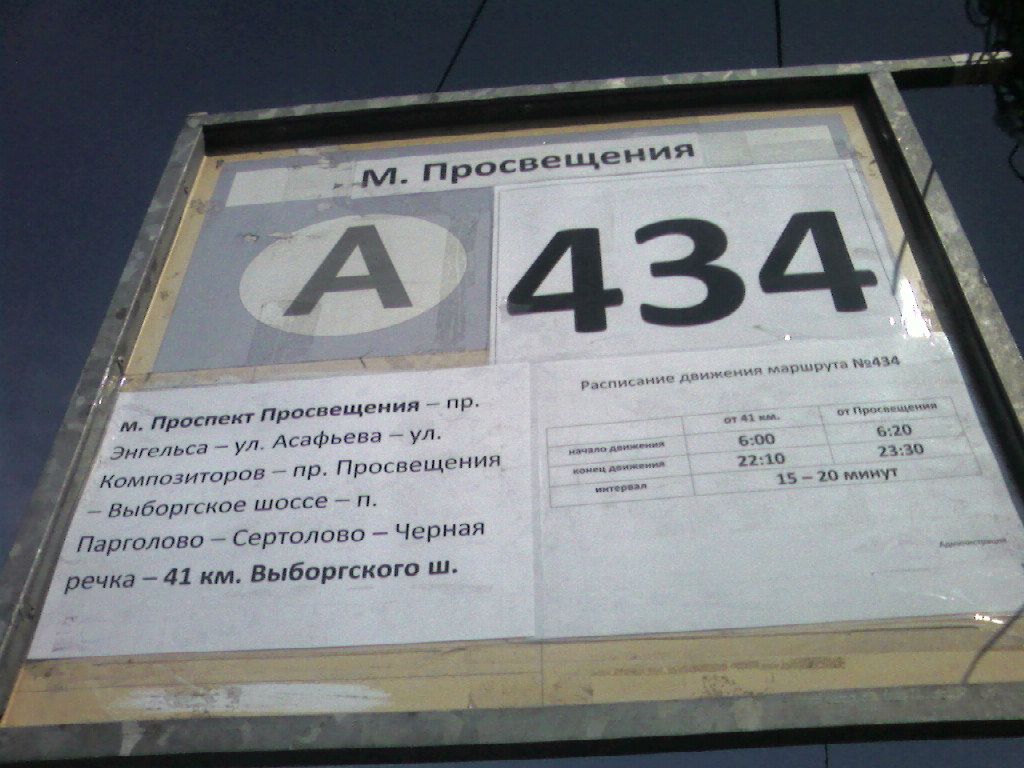 М. Просвещения
А 434
м. Проспект Просвещения – пр.
Энгельса – ул. Асафьева – ул.
Композиторов – пр. Просвещения
– Выборгское шоссе – п.
Парголово – Сертолово – Черная
речка – 41 км. Выборгского ш.
Расписание движения маршрута №434
от 41 км. от Просвещения
начало движения 6:00 6:20
конец движения 22:10 23:30
интервал 15 – 20 минут
Администрация